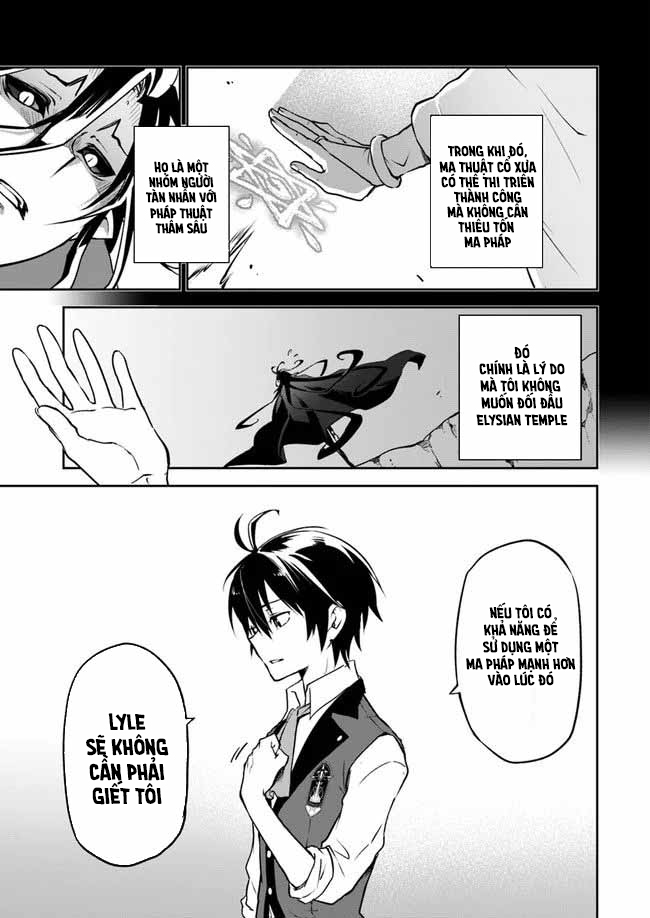 TRONG KHI ĐÓ,
MA THUẬT CỔ XƯA
CÓ THỂ THI TRIỂN
THÀNH CÔNG
MÀ KHÔNG CẦN
THIÊU TỐN
MA PHÁP
HỌ LÀ MỘT
NHÓM NGƯỜI
TÀN NHẪN VỚI
PHÁP THUẬT
THÂM SÂU
ĐÓ
CHÍNH LÀ LÝ DO
MÀ TÔI KHÔNG
MUỐN ĐỐI ĐẦU
ELYSIAN TEMPLE
NẾU TÔI CÓ
KHẢ NĂNG ĐỂ
SỬ DỤNG MỘT
MA PHÁP MẠNH HƠN
VÀO LÚC ĐÓ
LYLE
SẼ KHÔNG
CẦN PHẢI
GIẾT TÔI